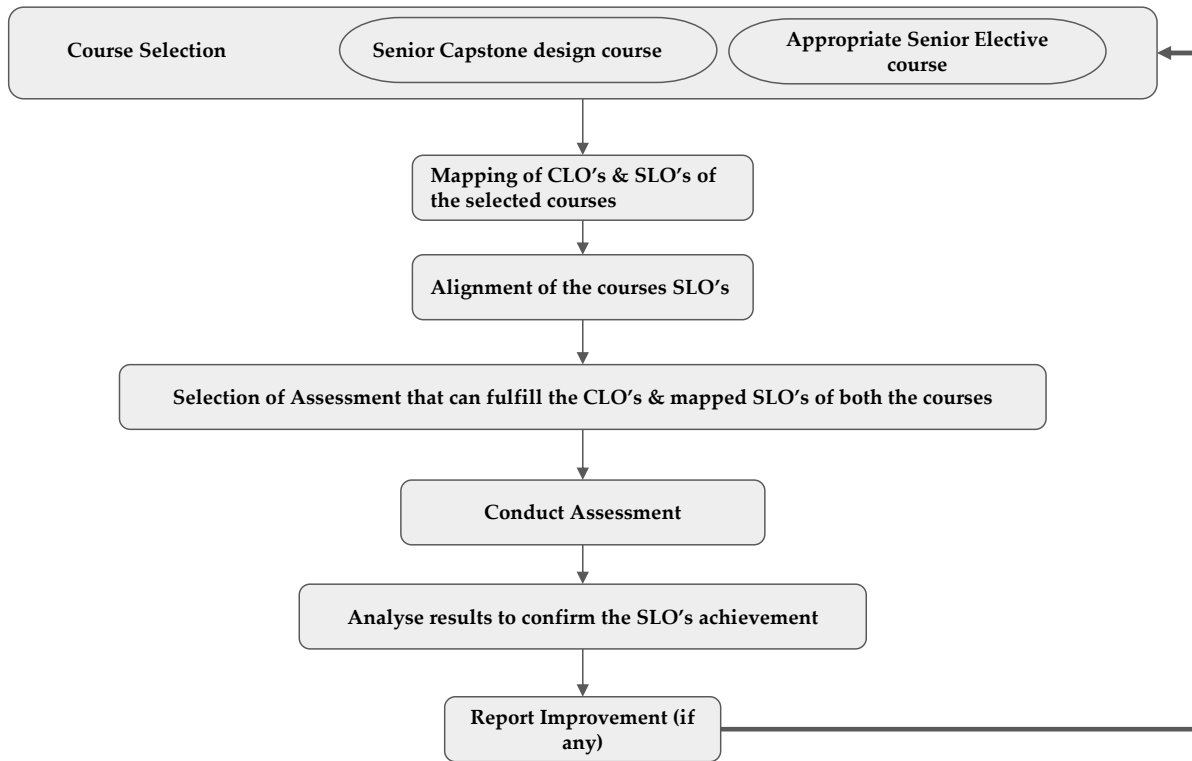 Course Selection
Senior Capstone design course
Appropriate Senior Elective
course
Mapping of CLO’s & SLO’s of
the selected courses
Alignment of the courses SLO’s
Selection of Assessment that can fulfill the CLO’s & mapped SLO’s of both the courses
Conduct Assessment
Analyse results to confirm the SLO’s achievement
Report Improvement (if
any)